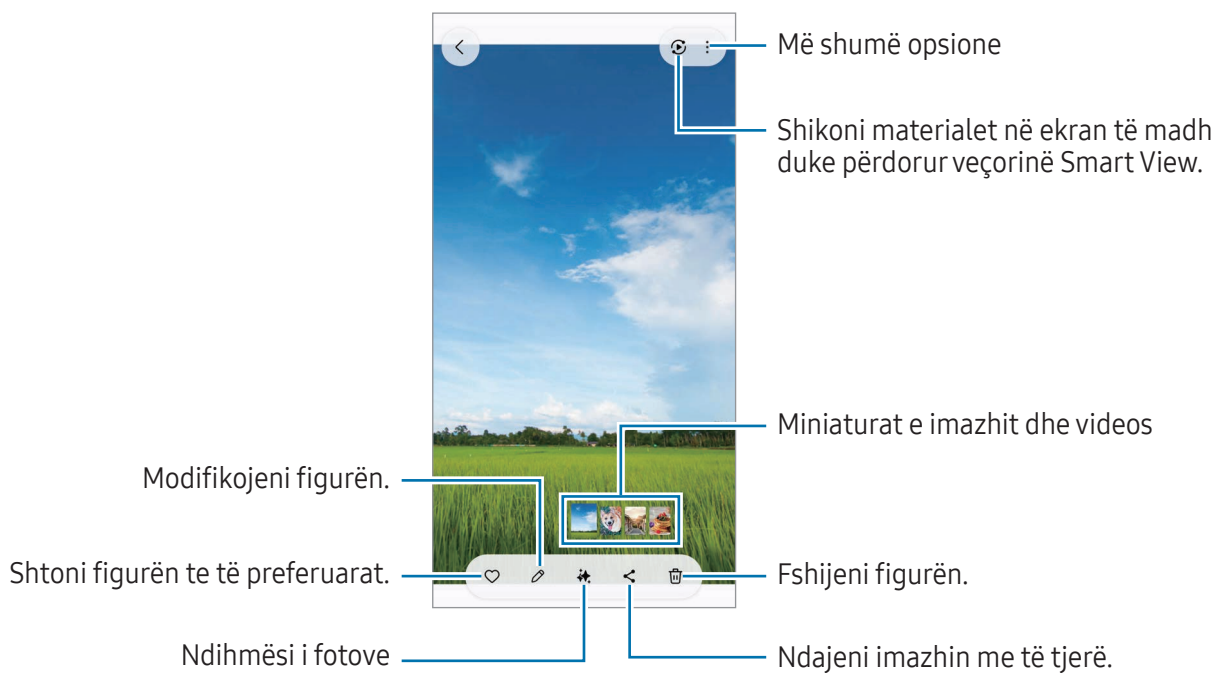 Më shumë opsione
Shikoni materialet në ekran të madh
duke përdorur veçorinë Smart View.
Miniaturat e imazhit dhe videos
Modifikojeni figurën.
Shtoni figurën te të preferuarat.
Fshijeni figurën.
Ndihmësi i fotove
Ndajeni imazhin me të tjerë.